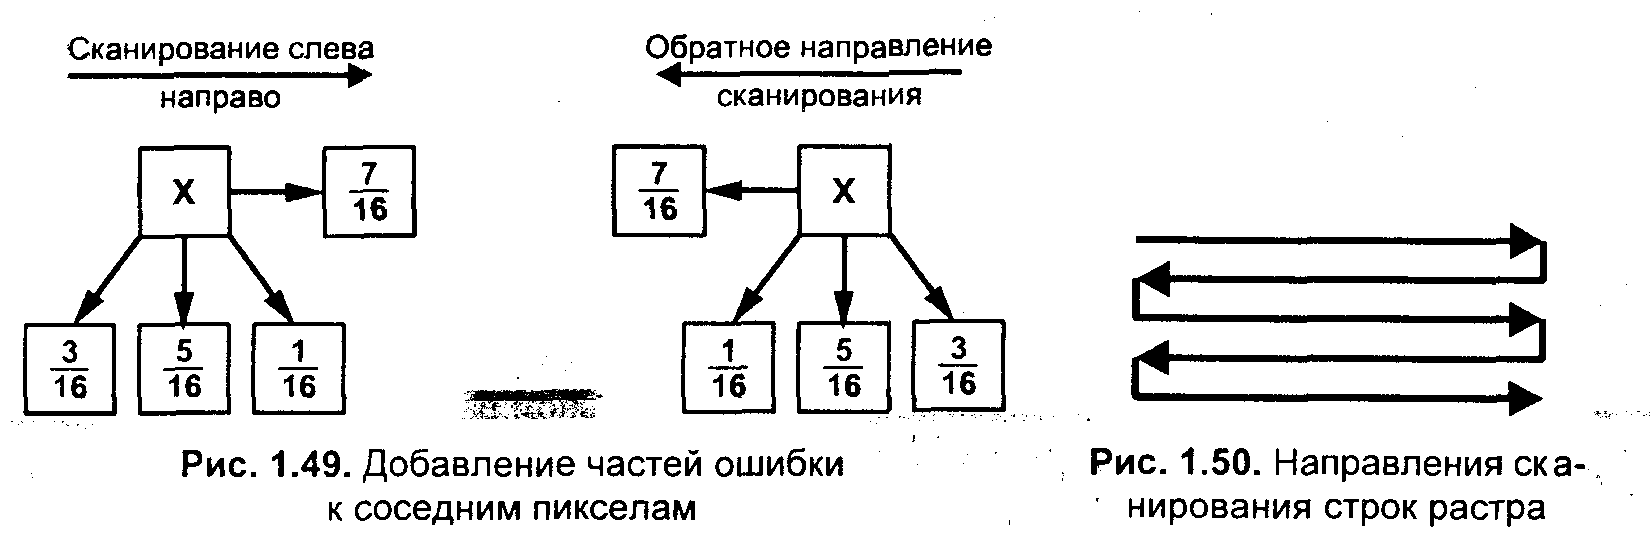 Сканирование слева
направо
X
7
16
3
16
5
16
1
16
Обратное направление
сканирования
7
16
X
1
16
5
16
3
16
Рис. 1.49. Добавление частей ошибки
к соседним пикселам
Рис. 1.50. Направления ска-
нирования строк растра